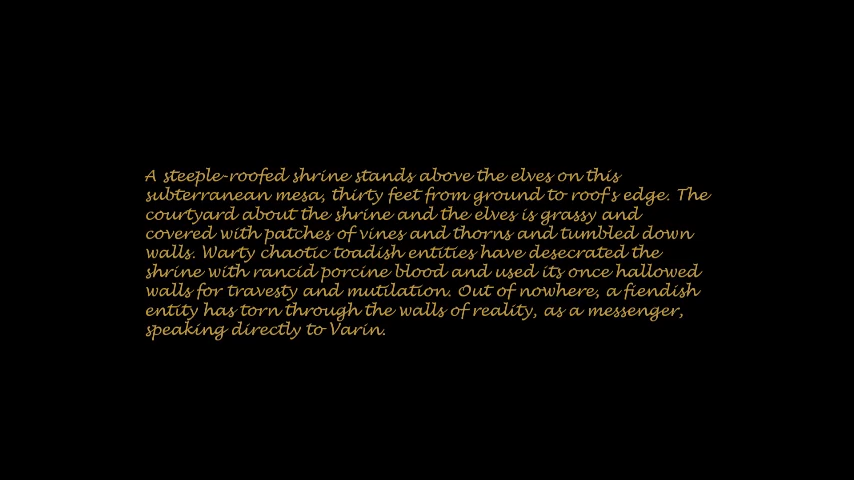 A steeple-roofed shrine stands above the elves on this
subterranean mesa, thirty feet from ground to roof's edge. The
courtyard about the shrine and the elves is grassy and
covered with patches of vines and thorns and tumbled down
walls. Warty chaotic toadish entities have desecrated the
shrine with rancid porcine blood and used its once hallowed
walls for travesty and mutilation. Out of nowhere, a fiendish
entity has torn through the walls of reality, as a messenger,
speaking directly to Varin.